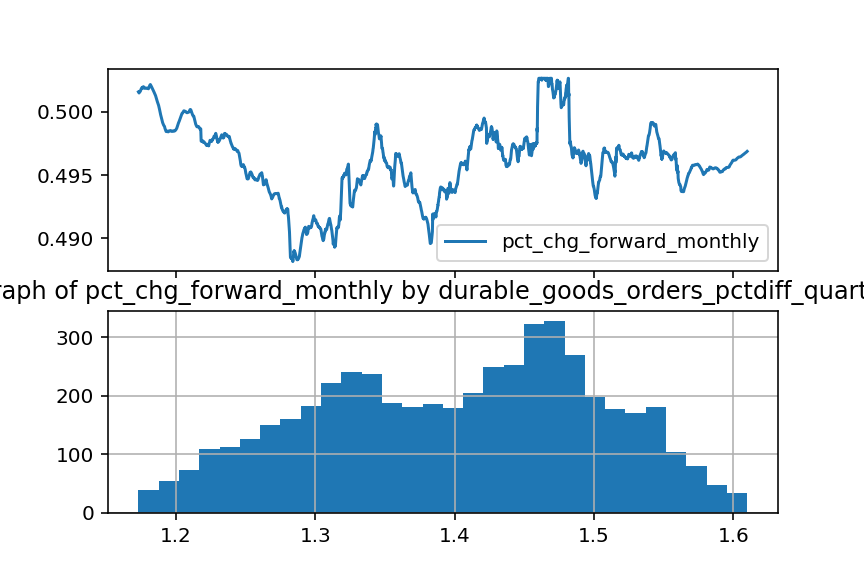 0.500
0.495
0.490
pct_chg_forward_monthly
raph of pct_chg_forward_monthly by durable_goods_orders_pctdiff_quart
300
200
100
0
1.2 1.3 1.4 1.5 1.6